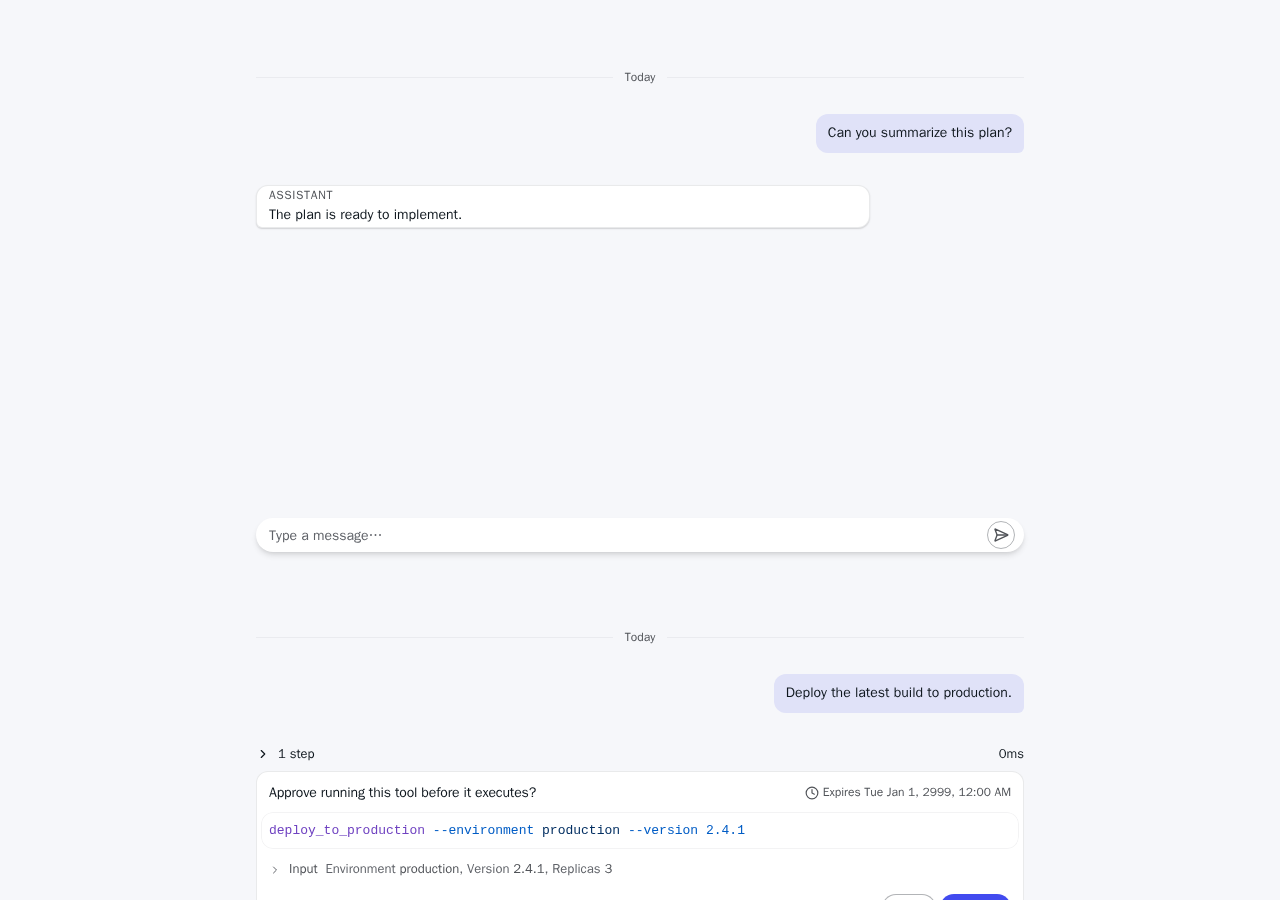 Today
Can you summarize this plan?
ASSISTANT
The plan is ready to implement.
Type a message…
Today
Deploy the latest build to production.
1 step 0ms
Approve running this tool before it executes? Expires Tue Jan 1, 2999, 12:00 AM
deploy_to_production --environment production --version 2.4.1
Input Environment production, Version 2.4.1, Replicas 3